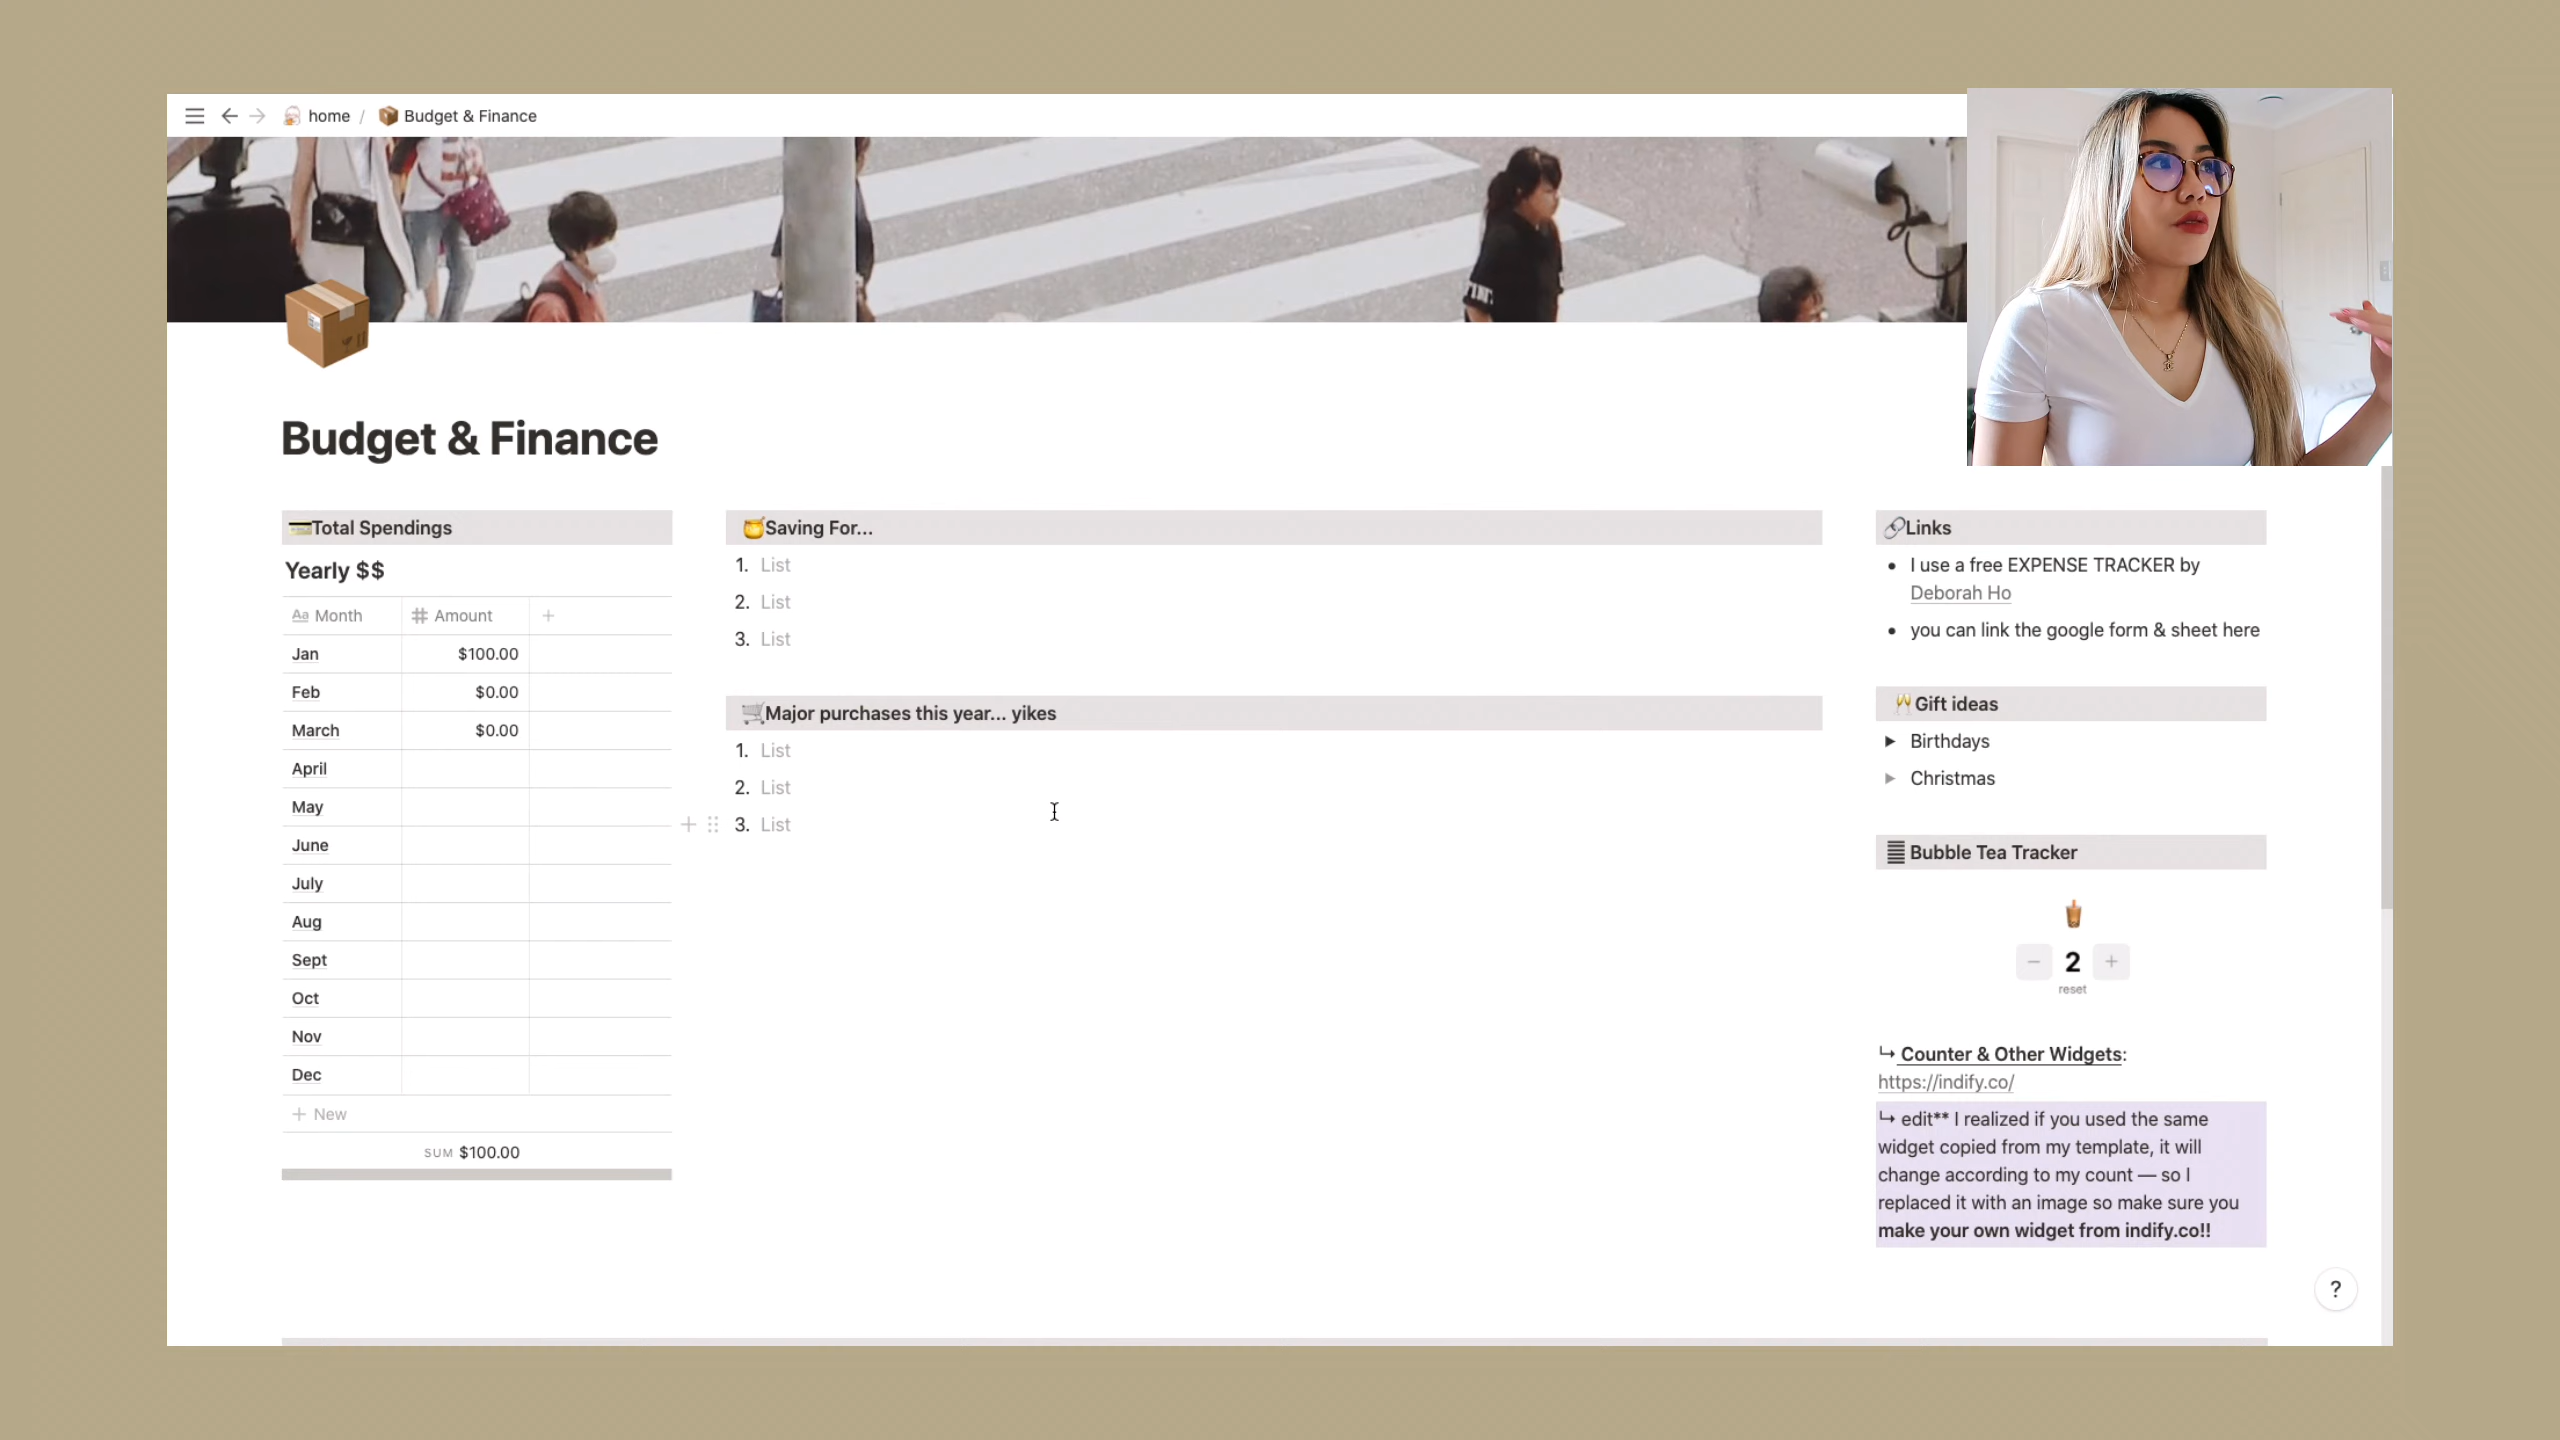 home / Budget & Finance
Budget & Finance
Total Spendings
Yearly $$
Aa Month # Amount +
Jan $100.00
Feb $0.00
March $0.00
April
May
June
July
Aug
Sept
Oct
Nov
Dec
+ New
SUM $100.00
Saving For...
1. List
2. List
3. List
Major purchases this year... yikes
1. List
2. List
3. List
Links
• I use a free EXPENSE TRACKER by
Deborah Ho
• you can link the google form & sheet here
Gift ideas
Birthdays
Christmas
Bubble Tea Tracker
− 2 +
reset
↪ Counter & Other Widgets:
https://indify.co/
↪ edit** I realized if you used the same
widget copied from my template, it will
change according to my count — so I
replaced it with an image so make sure you
make your own widget from indify.co!!
?